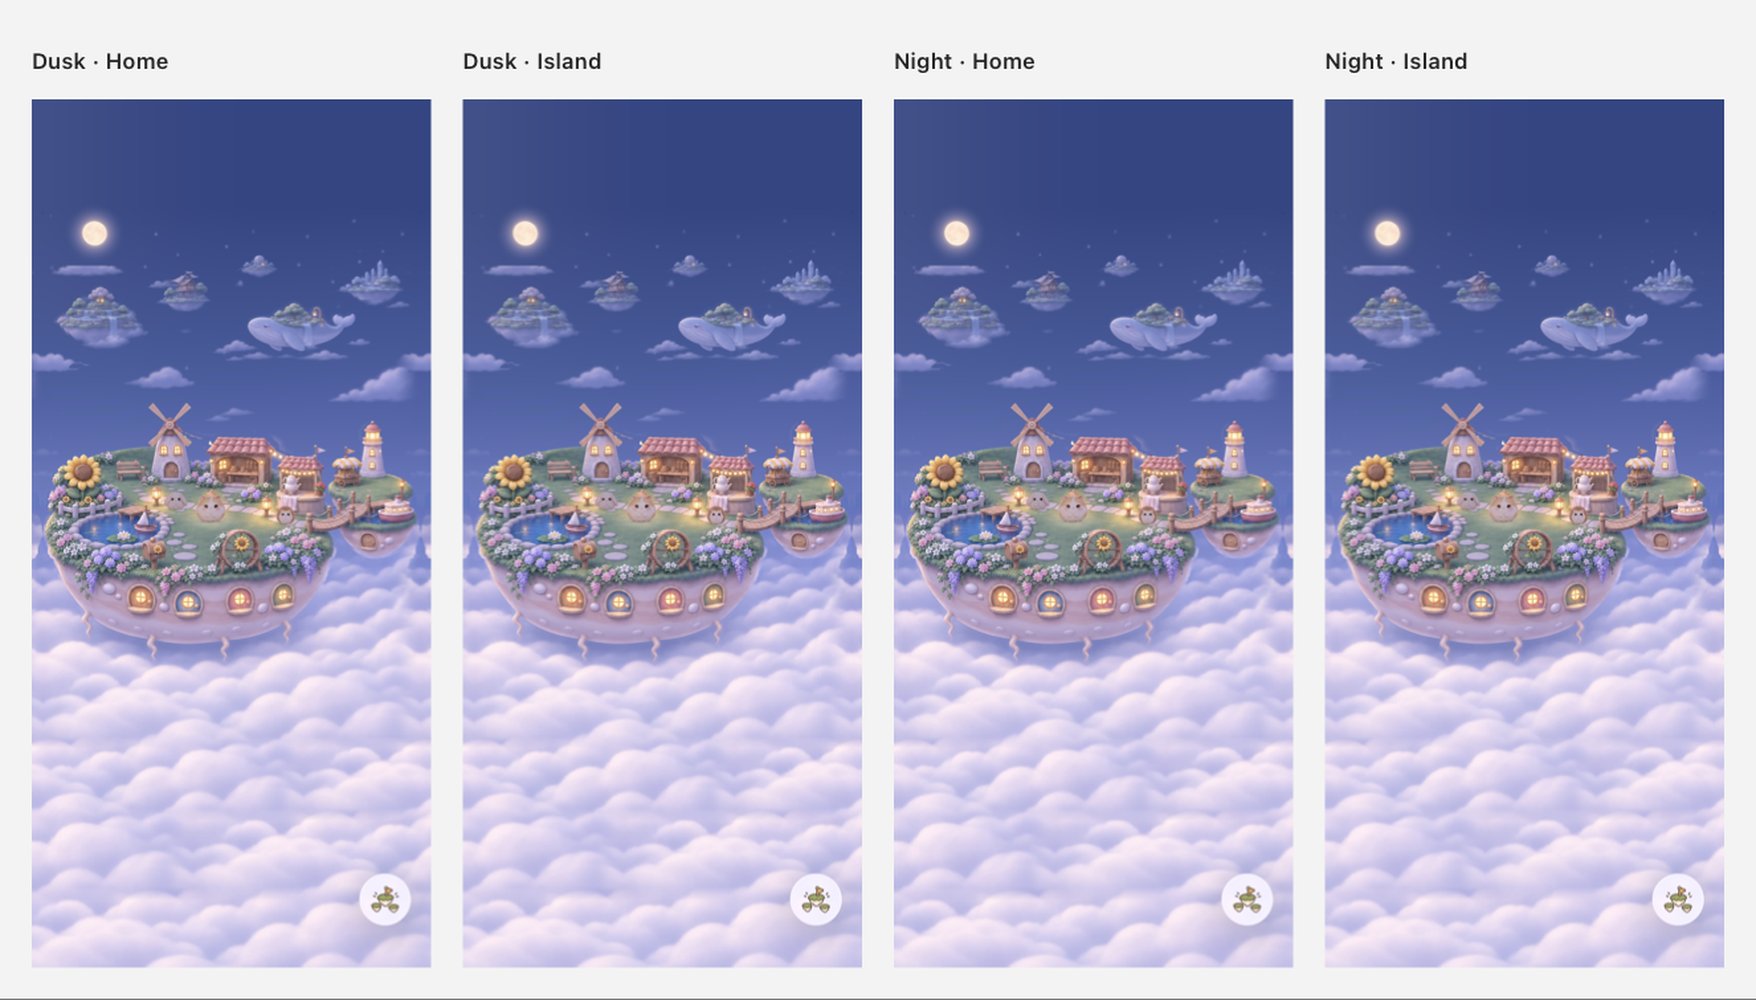 Dusk · Home
Dusk · Island
Night · Home
Night · Island